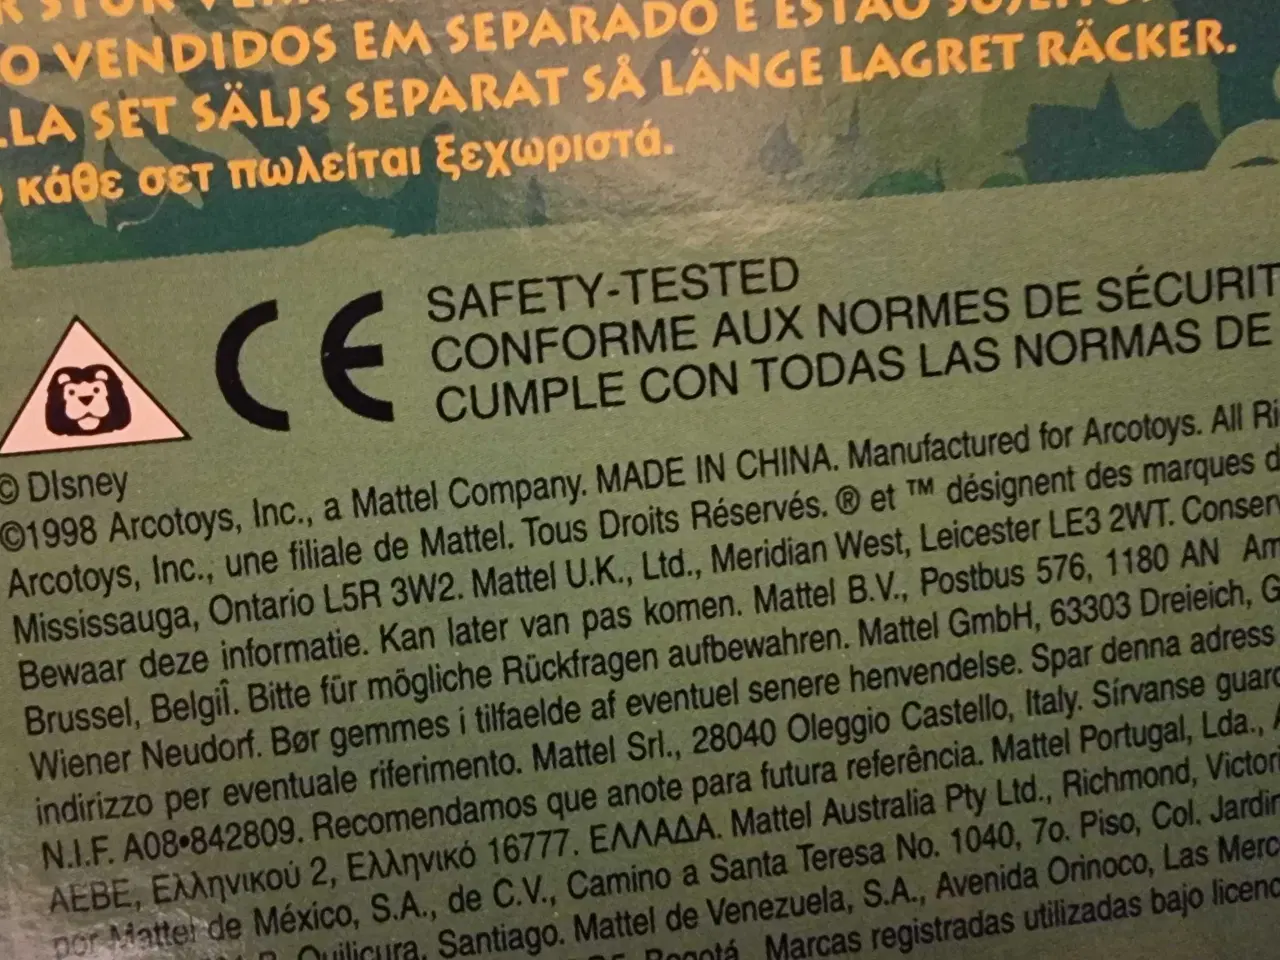 VENDIDOS EM SEPARADO E ESTÃO SUJEITO
LLA SET SÄLJS SEPARAT SÅ LÄNGE LAGRET RÄCKER.
κάθε σετ πωλείται ξεχωριστά.
CE
SAFETY-TESTED
CONFORME AUX NORMES DE SÉCURIT
CUMPLE CON TODAS LAS NORMAS DE
© DIsney
©1998 Arcotoys, Inc., a Mattel Company. MADE IN CHINA. Manufactured for Arcotoys. All Ri
Arcotoys, Inc., une filiale de Mattel. Tous Droits Réservés. ® et ™ désignent des marques d
Mississauga, Ontario L5R 3W2. Mattel U.K., Ltd., Meridian West, Leicester LE3 2WT. Conser
Bewaar deze informatie. Kan later van pas komen. Mattel B.V., Postbus 576, 1180 AN Am
Brussel, BelgiÎ. Bitte für mögliche Rückfragen aufbewahren. Mattel GmbH, 63303 Dreieich, G
Wiener Neudorf. Bør gemmes i tilfaelde af eventuel senere henvendelse. Spar denna adress
indirizzo per eventuale riferimento. Mattel Srl., 28040 Oleggio Castello, Italy. Sírvanse guard
N.I.F. A08•842809. Recomendamos que anote para futura referência. Mattel Portugal, Lda.,
ΑΕΒΕ, Ελληνικού 2, Ελληνικό 16777. ΕΛΛΑΔΑ. Mattel Australia Pty Ltd., Richmond, Victor
por Mattel de México, S.A., de C.V., Camino a Santa Teresa No. 1040, 7o. Piso, Col. Jardin
Quilicura, Santiago. Mattel de Venezuela, S.A., Avenida Orinoco, Las Merc
Bogotá. Marcas registradas utilizadas bajo licenc